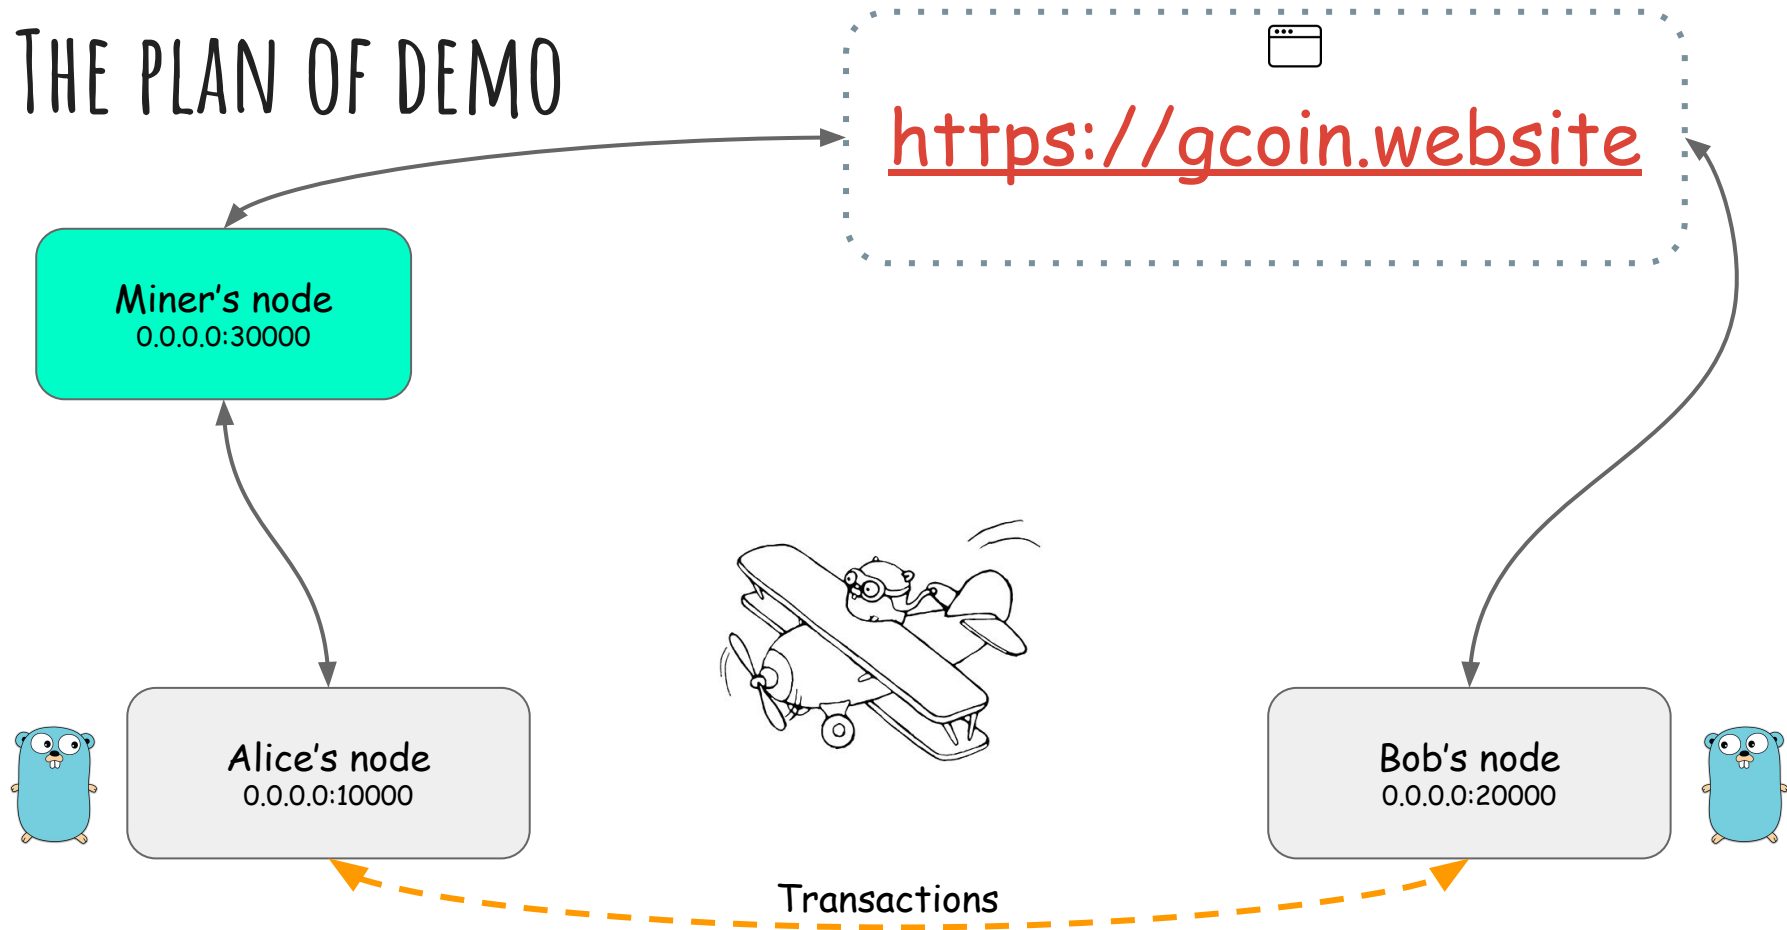 The plan of demo
https://gcoin.website
Miner's node
0.0.0.0:30000
Alice's node
0.0.0.0:10000
Bob's node
0.0.0.0:20000
Transactions